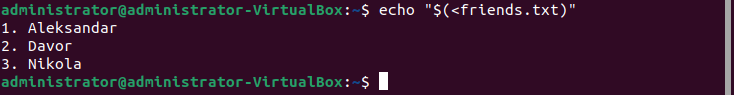 administrator@administrator-VirtualBox:~$ echo "$(<friends.txt)"
1. Aleksandar
2. Davor
3. Nikola
administrator@administrator-VirtualBox:~$